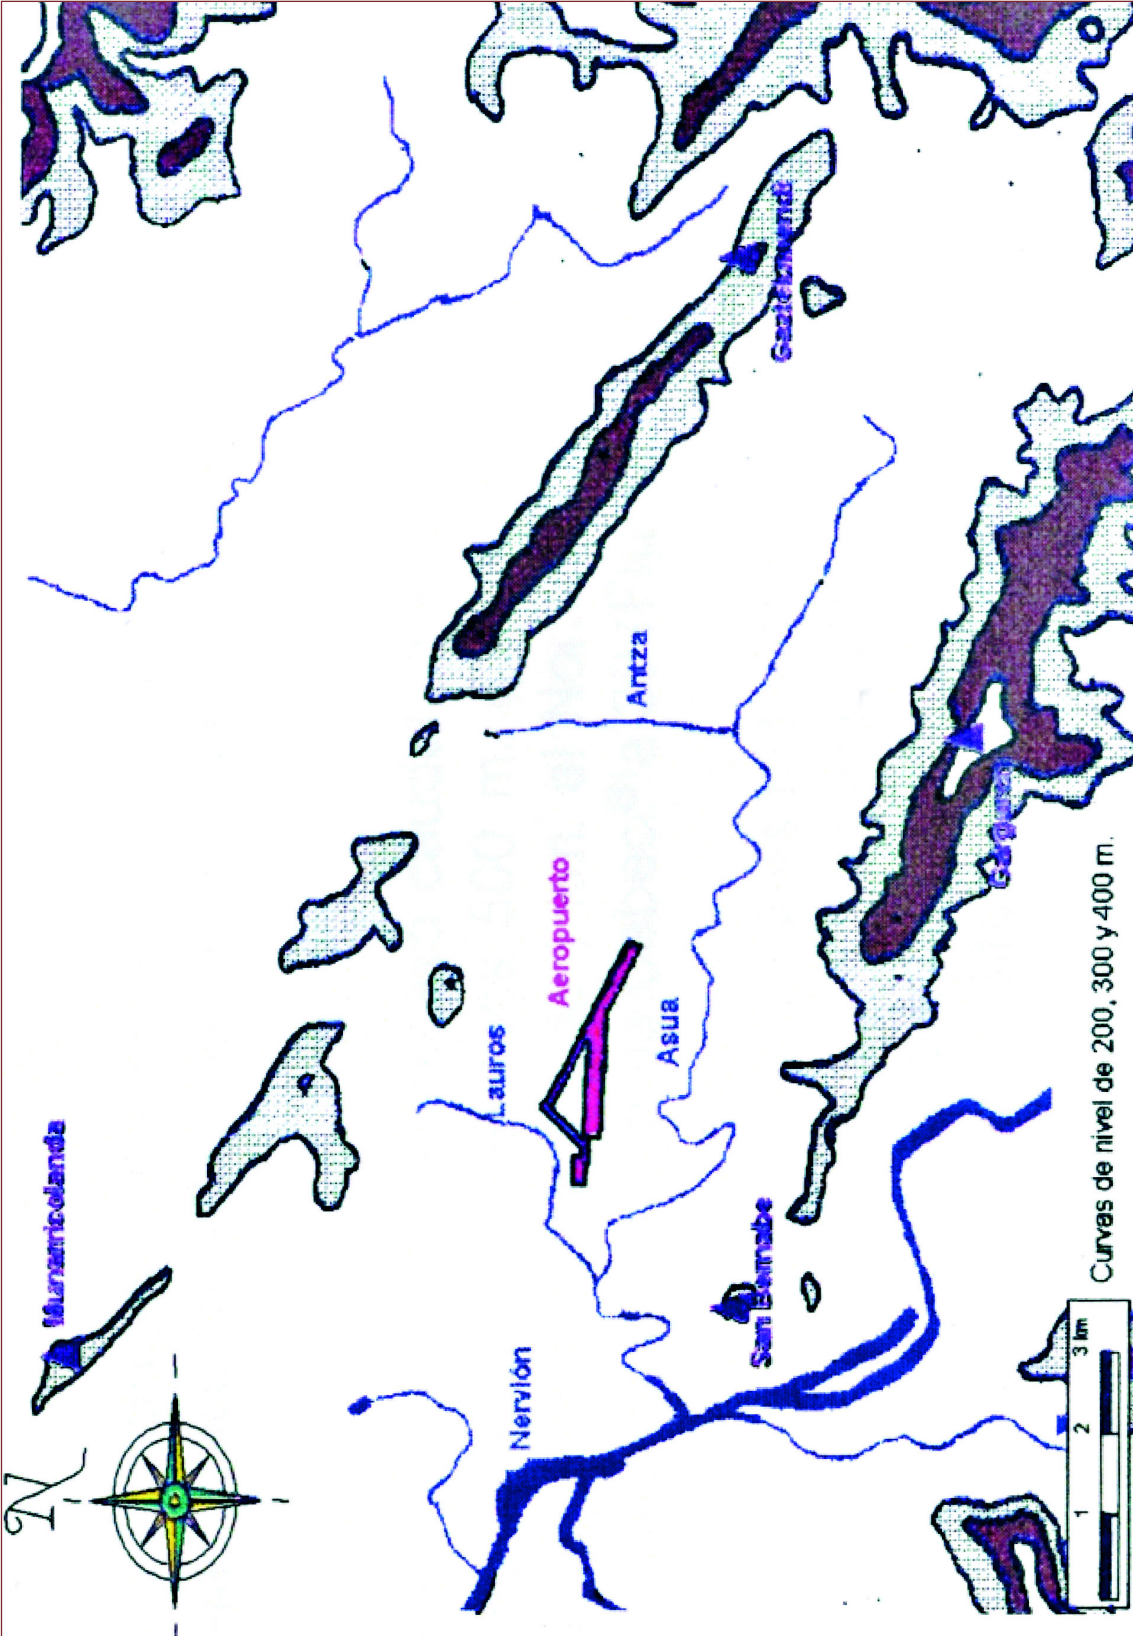 N
Munarrikolanda
Gaztelumendi
Antza
Aeropuerto
Lauros
Asua
Nervión
San Bernabe
Curvas de nivel de 200, 300 y 400 m.
1 2 3 km